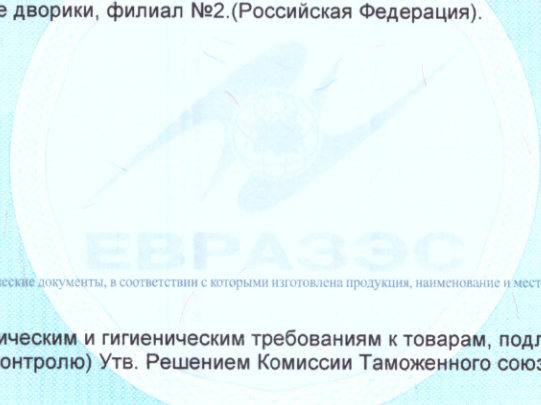 е дворики, филиал №2.(Российская Федерация).
ЕВРАЗЭС
документы, в соответствии с которыми изготовлена продукция, наименование и мест
ическим и гигиеническим требованиям к товарам, подл
онтролю) Утв. Решением Комиссии Таможенного союз